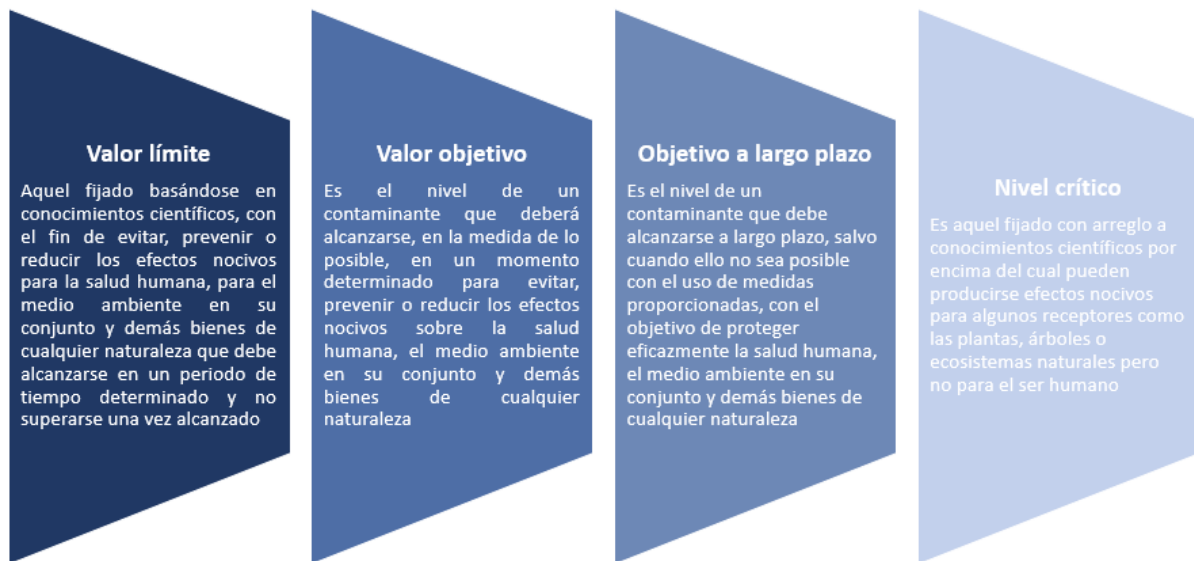 Valor límite
Aquel fijado basándose en
conocimientos científicos, con
el fin de evitar, prevenir o
reducir los efectos nocivos
para la salud humana, para el
medio ambiente en su
conjunto y demás bienes de
cualquier naturaleza que debe
alcanzarse en un periodo de
tiempo determinado y no
superarse una vez alcanzado
Valor objetivo
Es el nivel de un
contaminante que deberá
alcanzarse, en la medida de lo
posible, en un momento
determinado para evitar,
prevenir o reducir los efectos
nocivos sobre la salud
humana, el medio ambiente
en su conjunto y demás
bienes de cualquier
naturaleza
Objetivo a largo plazo
Es el nivel de un
contaminante que debe
alcanzarse a largo plazo, salvo
cuando ello no sea posible
con el uso de medidas
proporcionadas, con el
objetivo de proteger
eficazmente la salud humana,
el medio ambiente en su
conjunto y demás bienes de
cualquier naturaleza
Nivel crítico
Es aquel fijado con arreglo a
conocimientos científicos por
encima del cual pueden
producirse efectos nocivos
para algunos receptores como
las plantas, árboles o
ecosistemas naturales pero
no para el ser humano